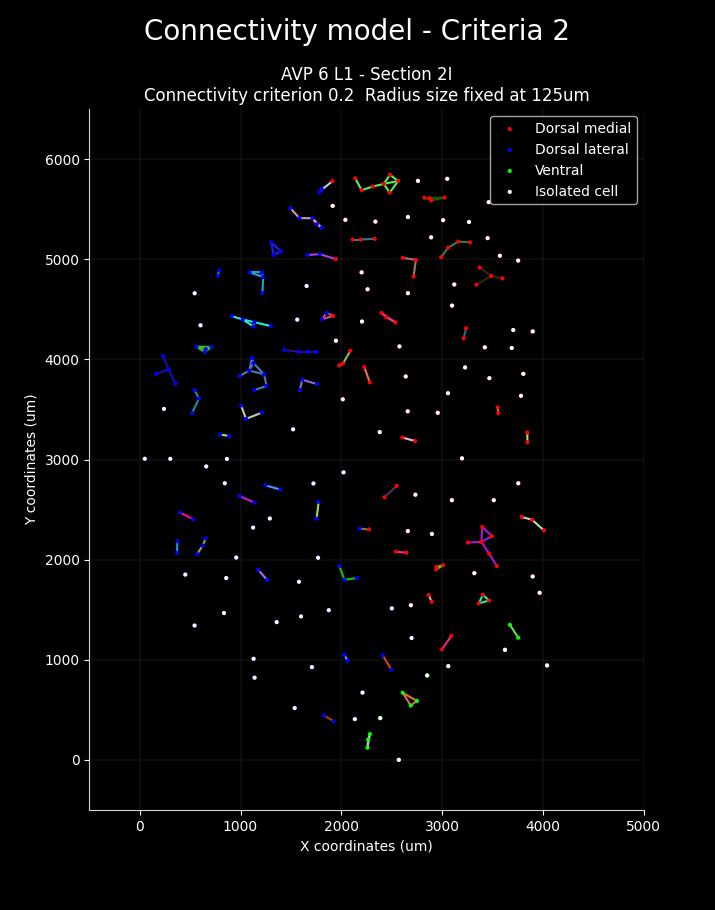 Connectivity model - Criteria 2
AVP 6 L1 - Section 2I
Connectivity criterion 0.2  Radius size fixed at 125um
Dorsal medial
Dorsal lateral
Ventral
Isolated cell
6000
5000
4000
3000
2000
1000
0
Y coordinates (um)
0 1000 2000 3000 4000 5000
X coordinates (um)